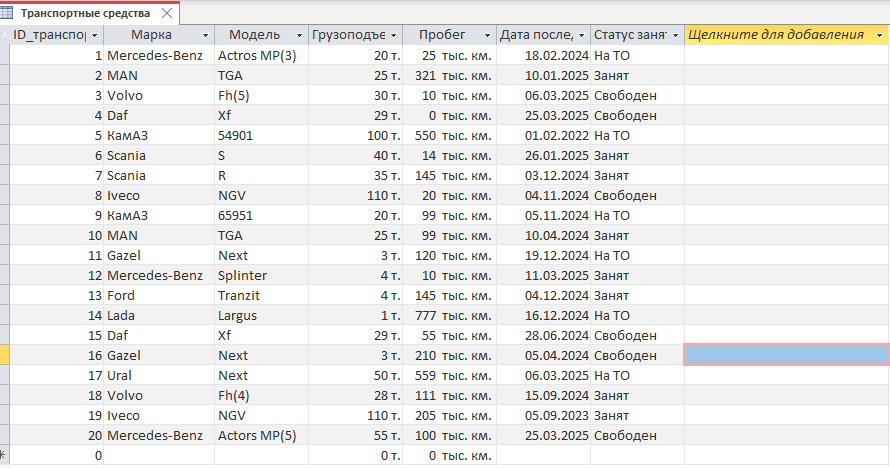 Транспортные средства
ID_транспор Марка Модель Грузоподъе Пробег Дата после, Статус занят Щелкните для добавления
1 Mercedes-Benz Actros MP(3) 20 т. 25 тыс. км. 18.02.2024 На ТО
2 MAN TGA 25 т. 321 тыс. км. 10.01.2025 Занят
3 Volvo Fh(5) 30 т. 10 тыс. км. 06.03.2025 Свободен
4 Daf Xf 29 т. 0 тыс. км. 25.03.2025 Свободен
5 КамАЗ 54901 100 т. 550 тыс. км. 01.02.2022 На ТО
6 Scania S 40 т. 14 тыс. км. 26.01.2025 Занят
7 Scania R 35 т. 145 тыс. км. 03.12.2024 Занят
8 Iveco NGV 110 т. 20 тыс. км. 04.11.2024 Свободен
9 КамАЗ 65951 20 т. 99 тыс. км. 05.11.2024 На ТО
10 MAN TGA 25 т. 99 тыс. км. 10.04.2024 Занят
11 Gazel Next 3 т. 120 тыс. км. 19.12.2024 На ТО
12 Mercedes-Benz Splinter 4 т. 10 тыс. км. 11.03.2025 Занят
13 Ford Tranzit 4 т. 145 тыс. км. 04.12.2024 Занят
14 Lada Largus 1 т. 777 тыс. км. 16.12.2024 На ТО
15 Daf Xf 29 т. 55 тыс. км. 28.06.2024 Свободен
16 Gazel Next 3 т. 210 тыс. км. 05.04.2024 Свободен
17 Ural Next 50 т. 559 тыс. км. 06.03.2025 На ТО
18 Volvo Fh(4) 28 т. 111 тыс. км. 15.09.2024 Занят
19 Iveco NGV 110 т. 205 тыс. км. 05.09.2023 Занят
20 Mercedes-Benz Actors MP(5) 55 т. 100 тыс. км. 25.03.2025 Свободен
0 0 т. 0 тыс. км.